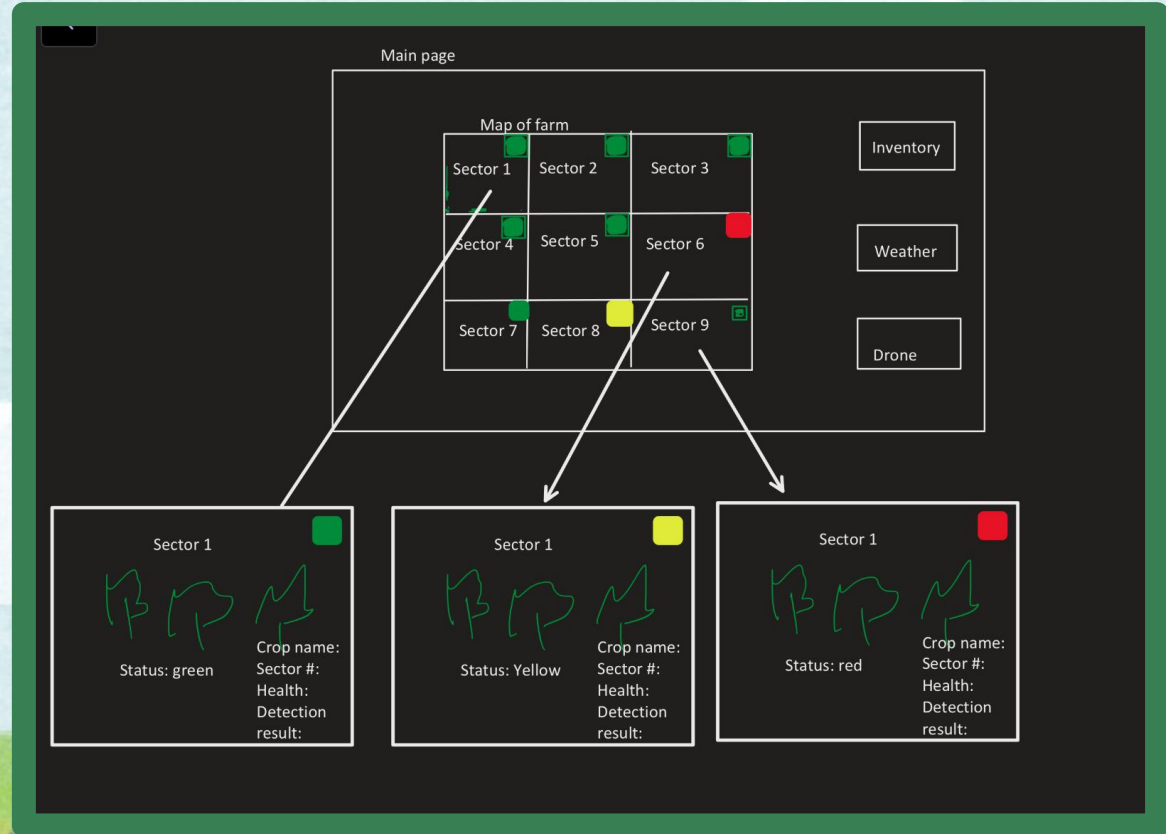 Main page
Map of farm
Inventory
Sector 1
Sector 2
Sector 3
Sector 4
Sector 5
Sector 6
Weather
Sector 7
Sector 8
Sector 9
Drone
Sector 1
Status: green
Crop name:
Sector #:
Health:
Detection
result:
Sector 1
Status: Yellow
Crop name:
Sector #:
Health:
Detection
result:
Sector 1
Status: red
Crop name:
Sector #:
Health:
Detection
result: